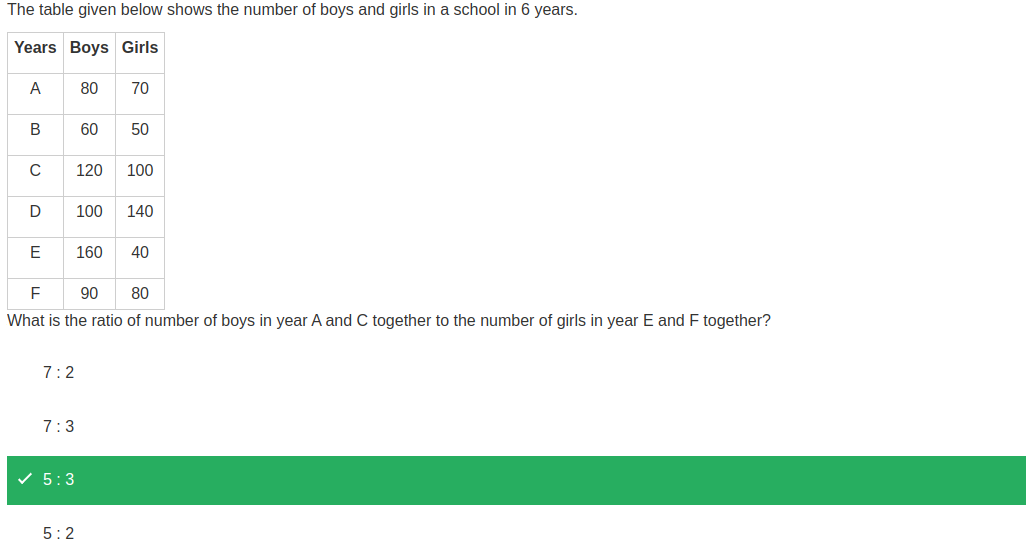 The table given below shows the number of boys and girls in a school in 6 years.
Years Boys Girls
A 80 70
B 60 50
C 120 100
D 100 140
E 160 40
F 90 80
What is the ratio of number of boys in year A and C together to the number of girls in year E and F together?
7 : 2
7 : 3
✓ 5 : 3
5 : 2